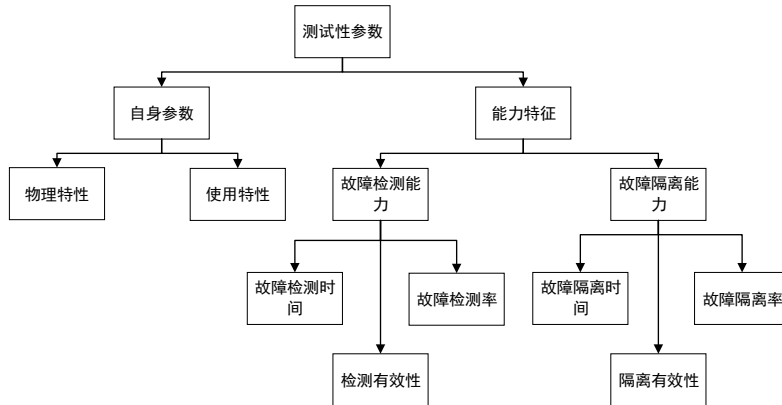 测试性参数
自身参数
能力特征
物理特性
使用特性
故障检测能
力
故障隔离能
力
故障检测时
间
故障检测率
故障隔离时
间
故障隔离率
检测有效性
隔离有效性